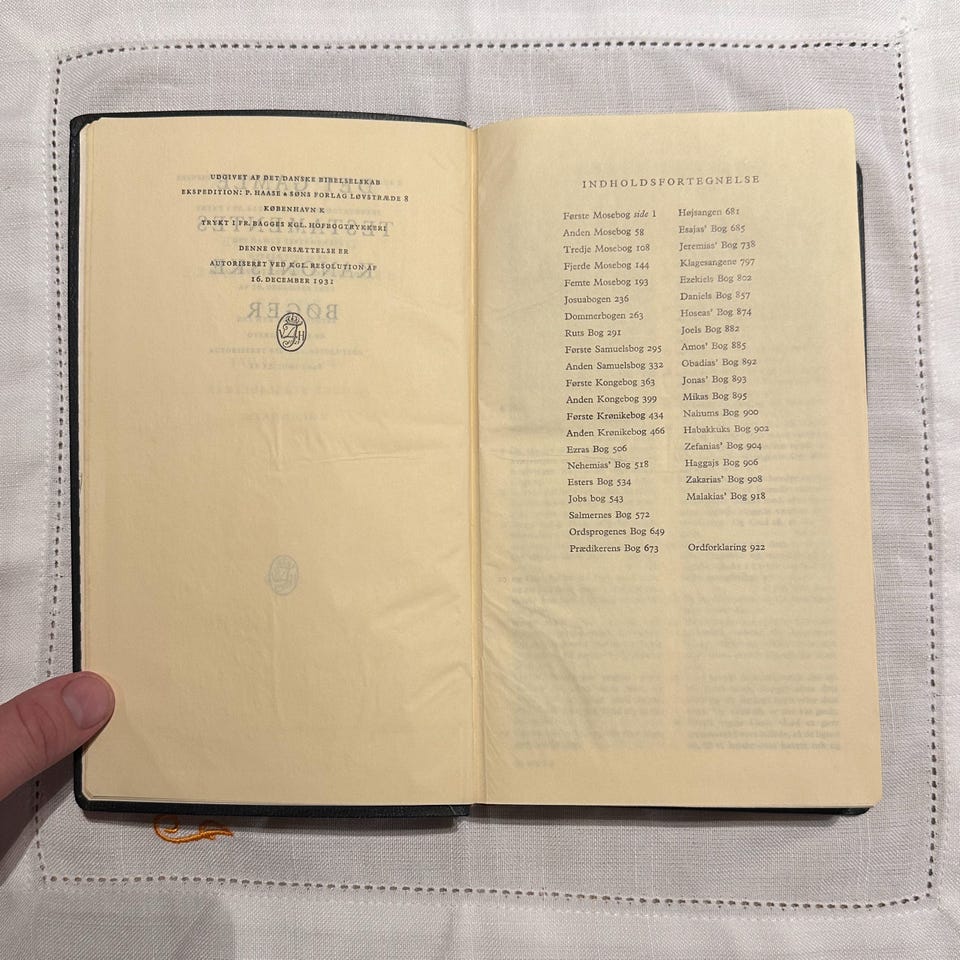 UDGIVET AF DET DANSKE BIBELSELSKAB
EKSPEDITION: P. HAASE & SØNS FORLAG LØVSTRÆDE 8
KØBENHAVN K
TRYKT I FR. BAGGES KGL. HOFBOGTRYKKERI
DENNE OVERSÆTTELSE ER
AUTORISERET VED KGL. RESOLUTION AF
16. DECEMBER 1931
INDHOLDSFORTEGNELSE
Første Mosebog side 1
Anden Mosebog 58
Tredje Mosebog 108
Fjerde Mosebog 144
Femte Mosebog 193
Josuabogen 236
Dommerbogen 263
Ruts Bog 291
Første Samuelsbog 295
Anden Samuelsbog 332
Første Kongebog 363
Anden Kongebog 399
Første Krønikebog 434
Anden Krønikebog 466
Ezras Bog 506
Nehemias' Bog 518
Esters Bog 534
Jobs bog 543
Salmernes Bog 572
Ordsprogenes Bog 649
Prædikerens Bog 673
Højsangen 681
Esajas' Bog 685
Jeremias' Bog 738
Klagesangene 797
Ezekiels Bog 802
Daniels Bog 857
Hoseas' Bog 874
Joels Bog 882
Amos' Bog 885
Obadias' Bog 892
Jonas' Bog 893
Mikas Bog 895
Nahums Bog 900
Habakkuks Bog 902
Zefanias' Bog 904
Haggajs Bog 906
Zakarias' Bog 908
Malakias' Bog 918
Ordforklaring 922